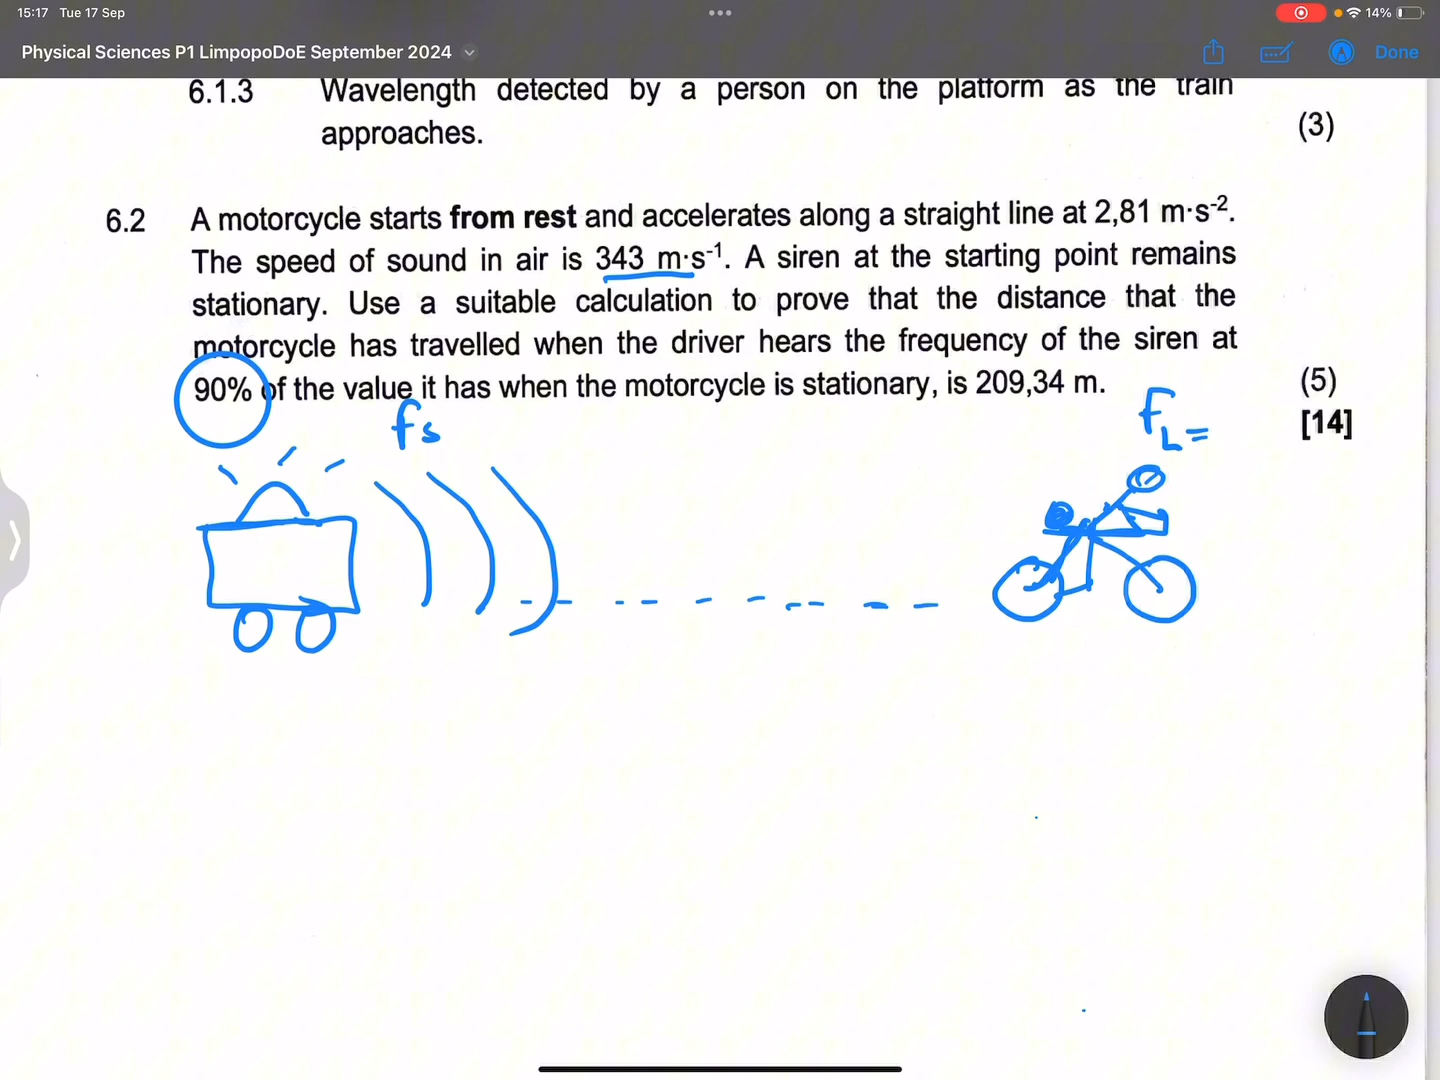 15:17 Tue 17 Sep
14%
Physical Sciences P1 LimpopoDoE September 2024
Done
6.1.3 Wavelength detected by a person on the platform as the train
approaches.
(3)
6.2 A motorcycle starts from rest and accelerates along a straight line at 2,81 m·s⁻².
The speed of sound in air is 343 m·s⁻¹. A siren at the starting point remains
stationary. Use a suitable calculation to prove that the distance that the
motorcycle has travelled when the driver hears the frequency of the siren at
90% of the value it has when the motorcycle is stationary, is 209,34 m.
(5)
[14]
fs
FL=